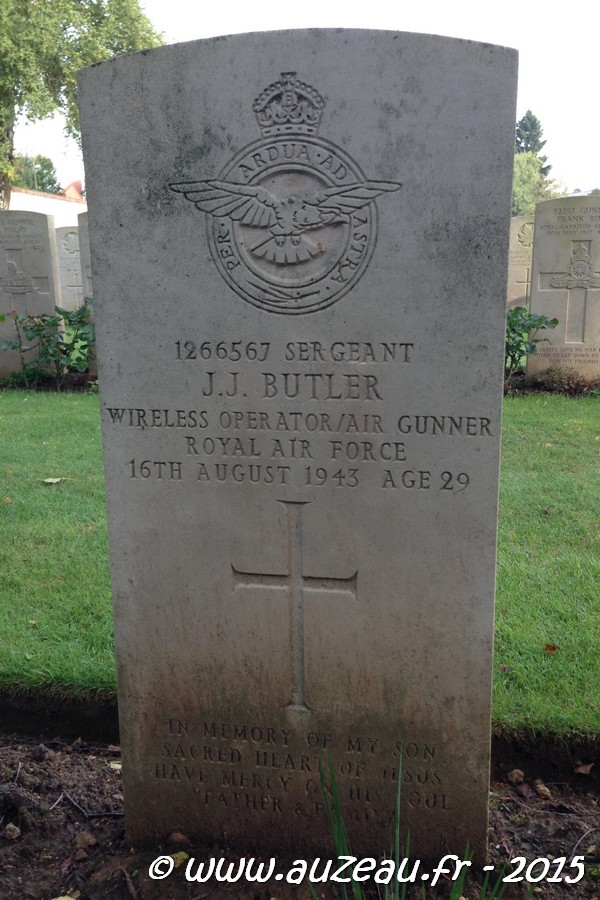 PER ARDUA AD ASTRA
1266567 SERGEANT
J.J. BUTLER
WIRELESS OPERATOR/AIR GUNNER
ROYAL AIR FORCE
16TH AUGUST 1943 AGE 29
IN MEMORY OF MY SON
SACRED HEART OF JESUS
HAVE MERCY ON HIS SOUL
FATHER & FAMILY
FRANK
© www.auzeau.fr - 2015